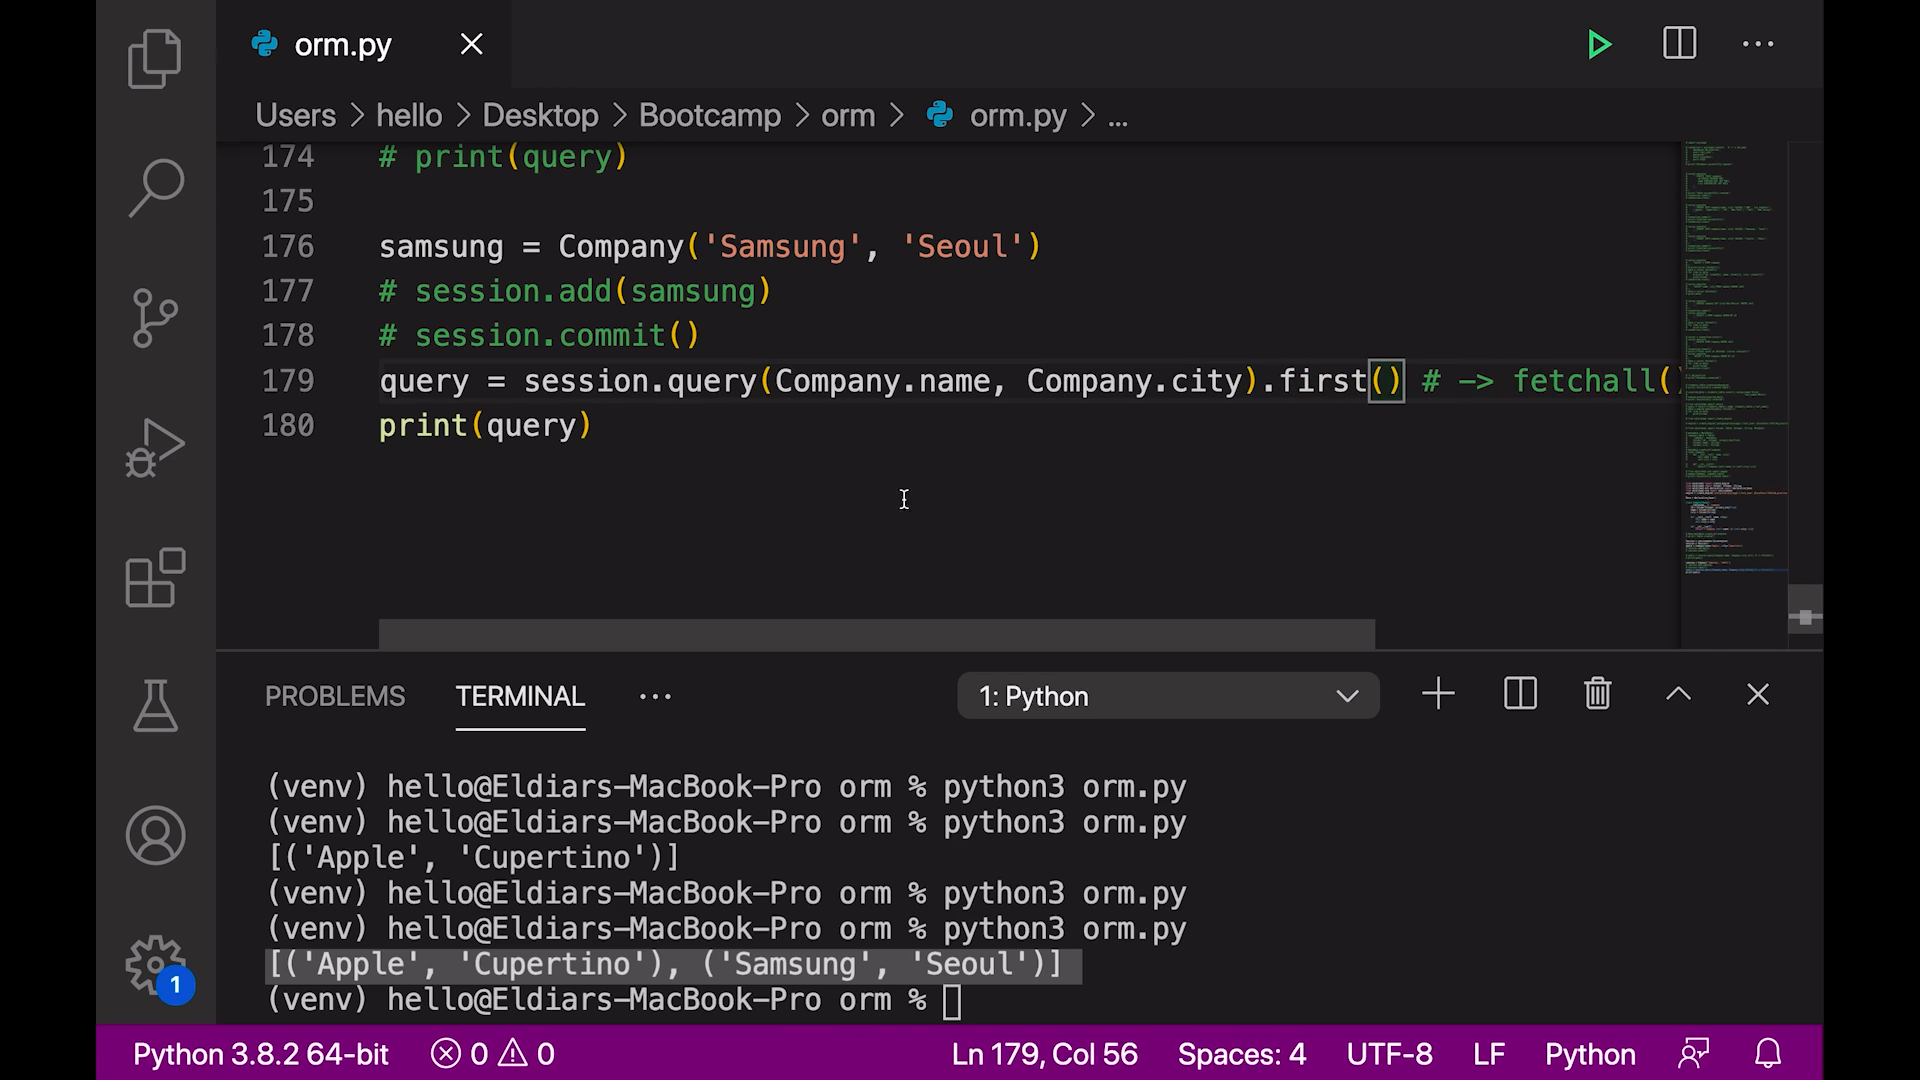 orm.py
Users > hello > Desktop > Bootcamp > orm > orm.py > ...
174 # print(query)
175
176 samsung = Company('Samsung', 'Seoul')
177 # session.add(samsung)
178 # session.commit()
179 query = session.query(Company.name, Company.city).first() # -> fetchall()
180 print(query)
PROBLEMS TERMINAL ... 1: Python
(venv) hello@Eldiars-MacBook-Pro orm % python3 orm.py
(venv) hello@Eldiars-MacBook-Pro orm % python3 orm.py
[('Apple', 'Cupertino')]
(venv) hello@Eldiars-MacBook-Pro orm % python3 orm.py
(venv) hello@Eldiars-MacBook-Pro orm % python3 orm.py
[('Apple', 'Cupertino'), ('Samsung', 'Seoul')]
(venv) hello@Eldiars-MacBook-Pro orm %
1
Python 3.8.2 64-bit 0 0 Ln 179, Col 56 Spaces: 4 UTF-8 LF Python